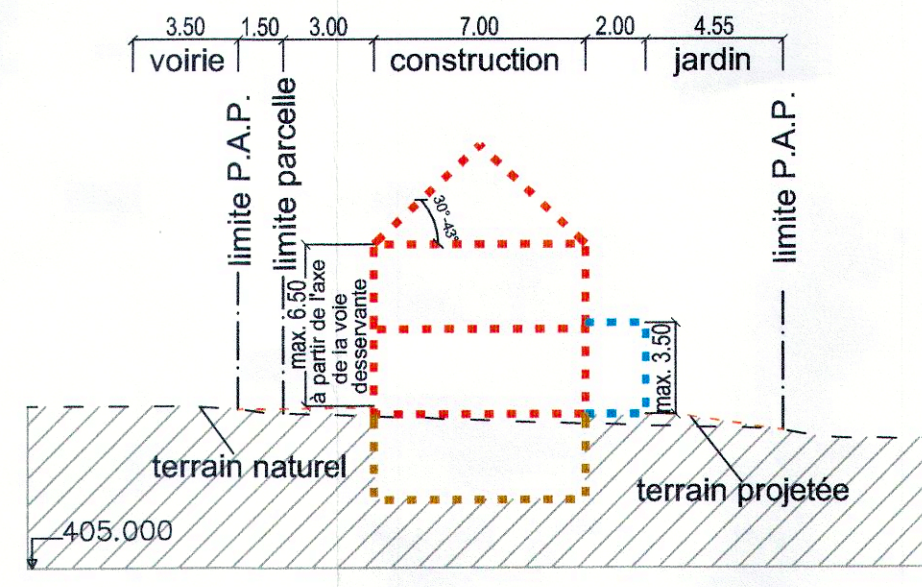 3.50 1.50 3.00 7.00 2.00 4.55
voirie construction jardin
limite P.A.P.
limite parcelle
limite P.A.P.
30°-43°
max. 6.50
à partir de l'axe
de la voie
desservante
max. 3.50
terrain naturel
terrain projetée
405.000